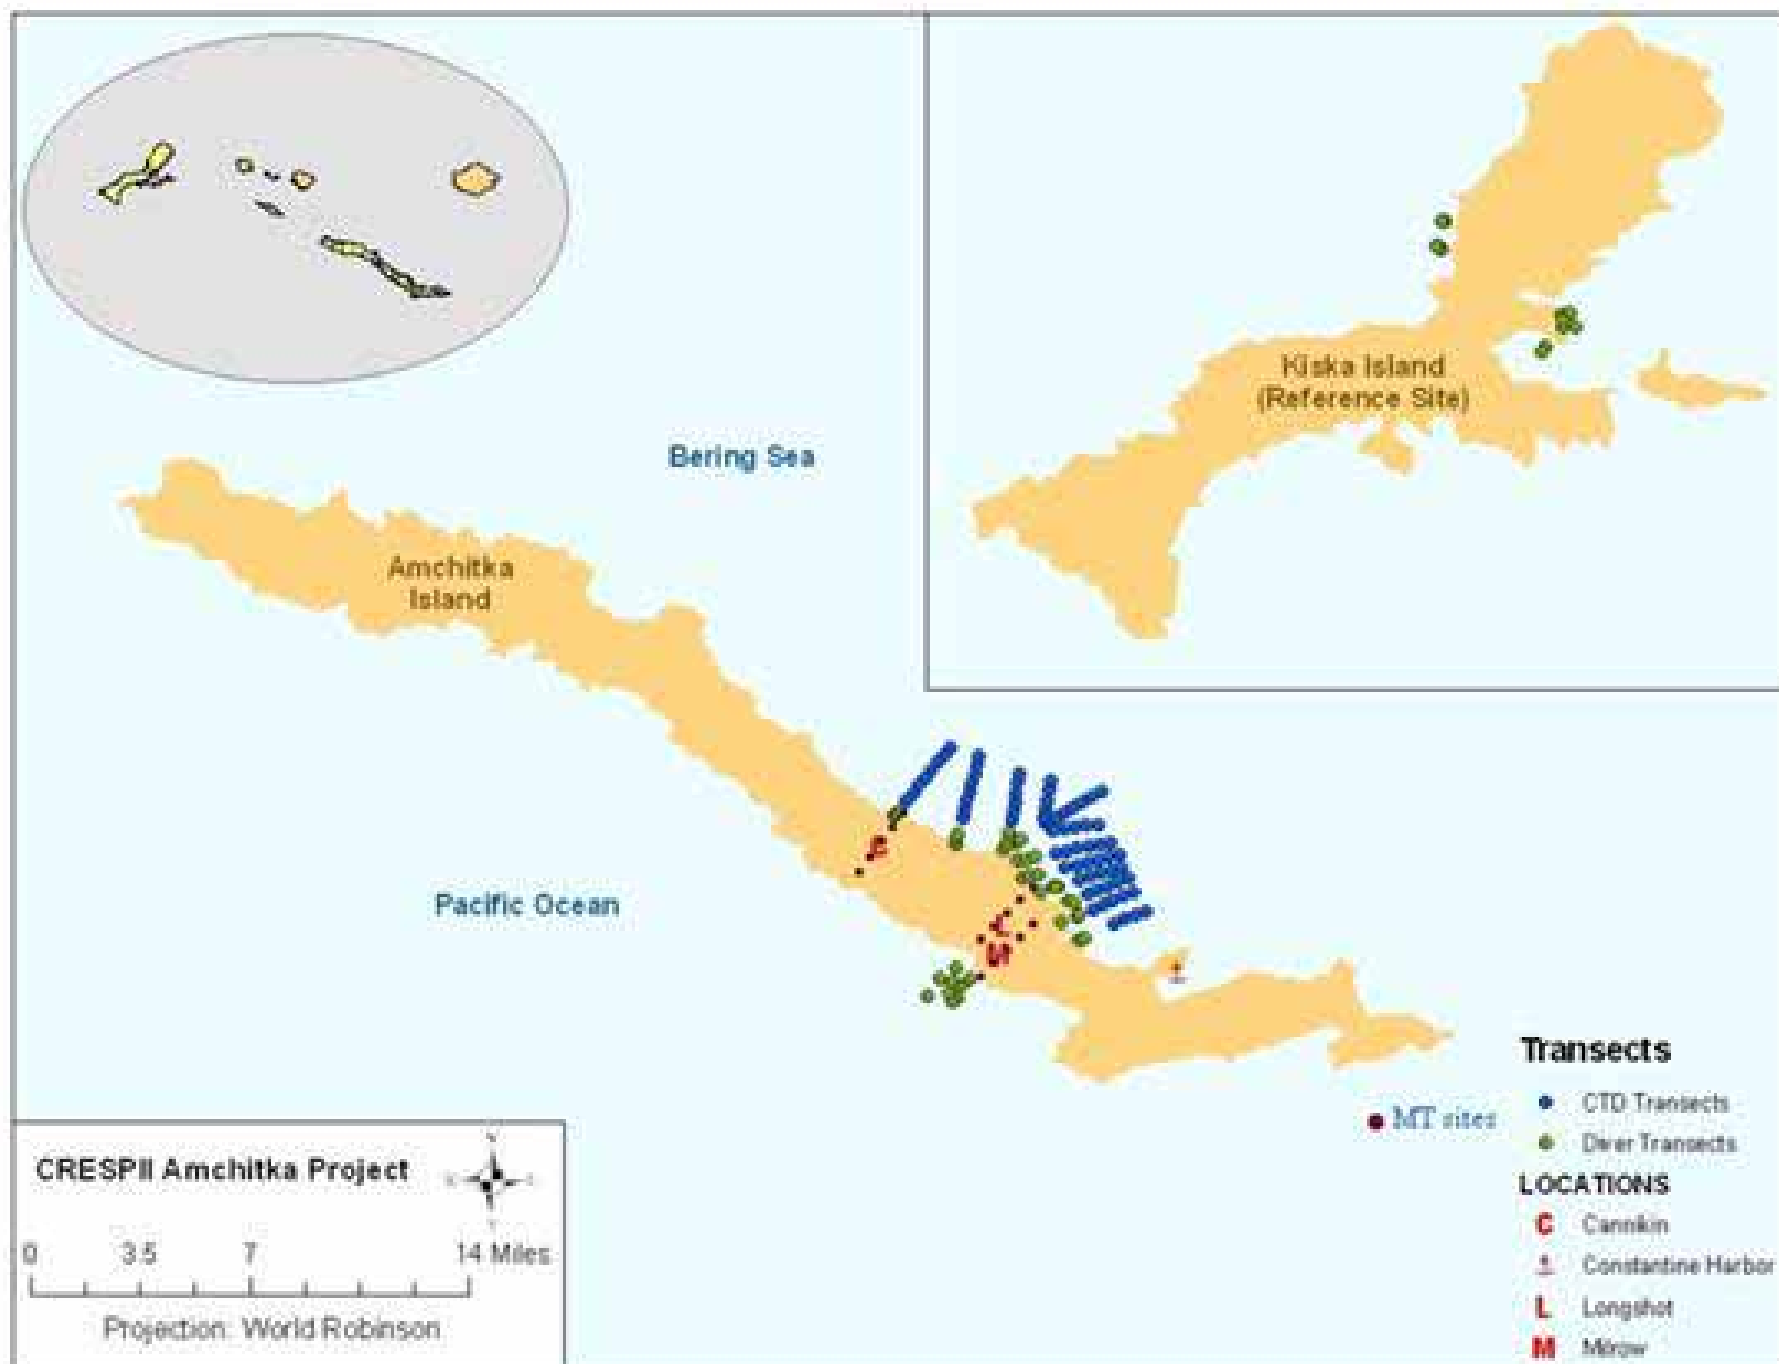 Kiska Island
(Reference Site)
Bering Sea
Amchitka
Island
Pacific Ocean
C
L
M
Transects
MT sites
CTD Transects
Diver Transects
LOCATIONS
C Cannikin
Constantine Harbor
L Longshot
M Milrow
CRESPII Amchitka Project
0 3.5 7 14 Miles
Projection: World Robinson